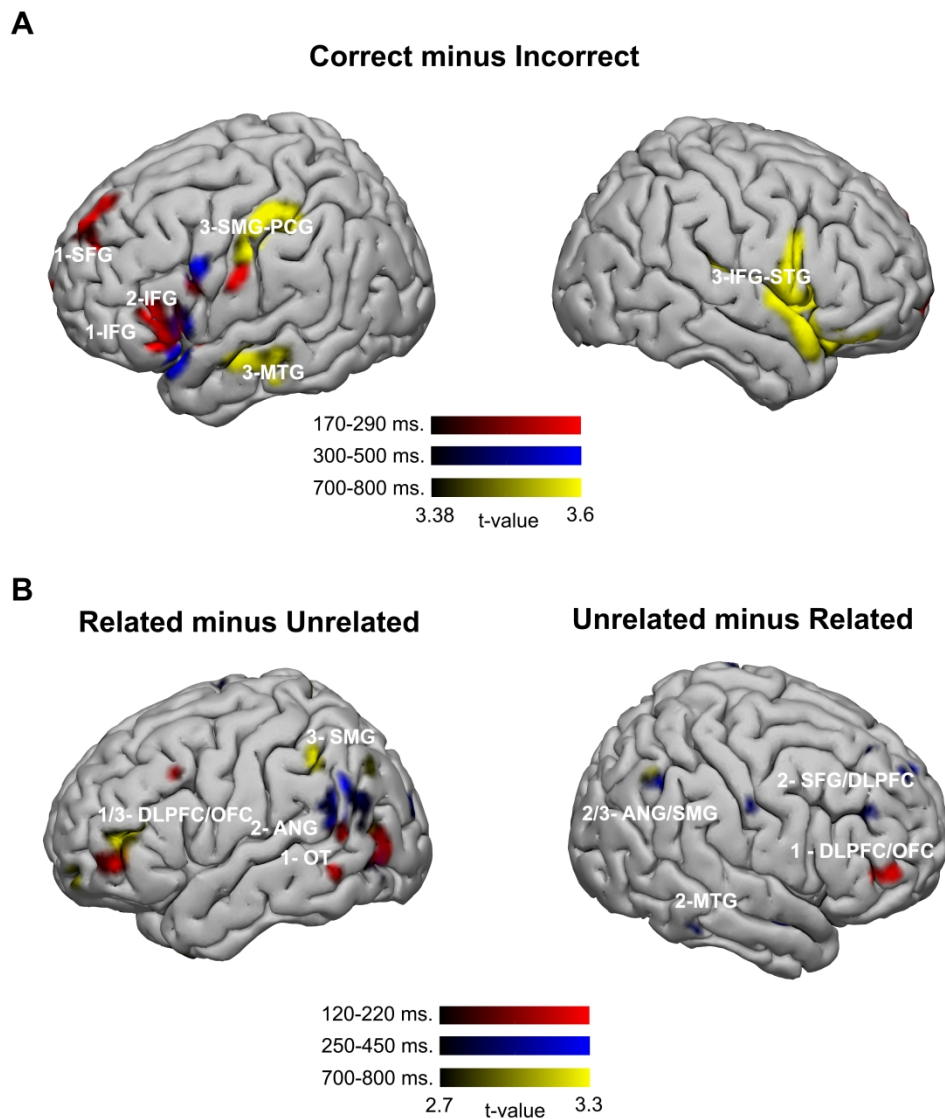 A
Correct minus Incorrect
1-SFG
3-SMG-PCG
2-IFG
1-IFG
3-MTG
3-IFG-STG
170-290 ms.
300-500 ms.
700-800 ms.
3.38 t-value 3.6
B
Related minus Unrelated
Unrelated minus Related
3- SMG
1/3- DLPFC/OFC
2- ANG
1- OT
2- SFG/DLPFC
2/3- ANG/SMG
1 - DLPFC/OFC
2-MTG
120-220 ms.
250-450 ms.
700-800 ms.
2.7 t-value 3.3